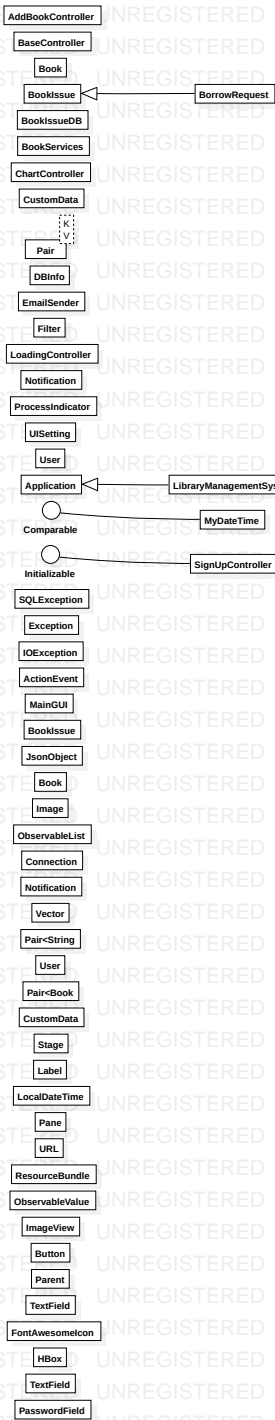 AddBookController
BaseController
Book
BookIssue
BorrowRequest
BookIssueDB
BookServices
ChartController
CustomData
K
V
Pair
DBInfo
EmailSender
Filter
LoadingController
Notification
ProcessIndicator
UISetting
User
Application
LibraryManagementSys
Comparable
MyDateTime
Initializable
SignUpController
SQLException
Exception
IOException
ActionEvent
MainGUI
BookIssue
JsonObject
Book
Image
ObservableList
Connection
Notification
Vector
Pair<String
User
Pair<Book
CustomData
Stage
Label
LocalDateTime
Pane
URL
ResourceBundle
ObservableValue
ImageView
Button
Parent
TextField
FontAwesomeIcon
HBox
TextField
PasswordField
UNREGISTERED